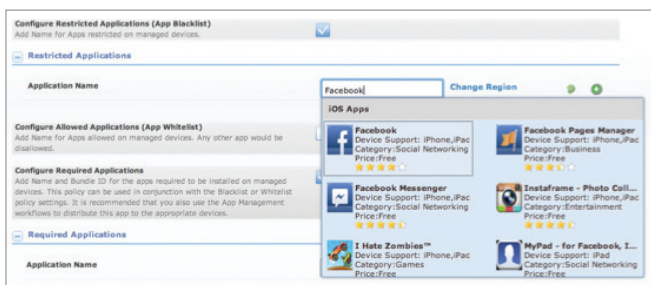 Configure Restricted Applications (App Blacklist)
Add Name for Apps restricted on managed devices.
Restricted Applications
Application Name
Facebook
Change Region
iOS Apps
Configure Allowed Applications (App Whitelist)
Add Name for Apps allowed on managed devices. Any other app would be
disallowed.
Configure Required Applications
Add Name and Bundle ID for the apps required to be installed on managed
devices. This policy can be used in conjunction with the Blacklist or Whitelist
policy settings. It is recommended that you also use the App Management
workflows to distribute this app to the appropriate devices.
Required Applications
Application Name
Facebook
Device Support: iPhone,iPac
Category:Social Networking
Price:Free
Facebook Pages Manager
Device Support: iPhone,iPac
Category:Business
Price:Free
Facebook Messenger
Device Support: iPhone,iPac
Category:Social Networking
Price:Free
Instaframe - Photo Coll...
Device Support: iPhone,iPac
Category:Entertainment
Price:Free
I Hate Zombies™
Device Support: iPhone,iPac
Category:Games
Price:Free
MyPad - for Facebook, I...
Device Support: iPad
Category:Social Networking
Price:Free